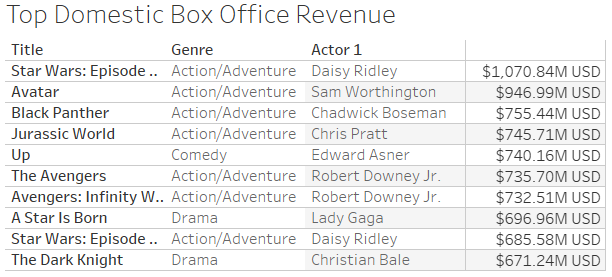 Top Domestic Box Office Revenue
Title Genre Actor 1
Star Wars: Episode .. Action/Adventure Daisy Ridley $1,070.84M USD
Avatar Action/Adventure Sam Worthington $946.99M USD
Black Panther Action/Adventure Chadwick Boseman $755.44M USD
Jurassic World Action/Adventure Chris Pratt $745.71M USD
Up Comedy Edward Asner $740.16M USD
The Avengers Action/Adventure Robert Downey Jr. $735.70M USD
Avengers: Infinity W.. Action/Adventure Robert Downey Jr. $732.51M USD
A Star Is Born Drama Lady Gaga $696.96M USD
Star Wars: Episode .. Action/Adventure Daisy Ridley $685.58M USD
The Dark Knight Drama Christian Bale $671.24M USD